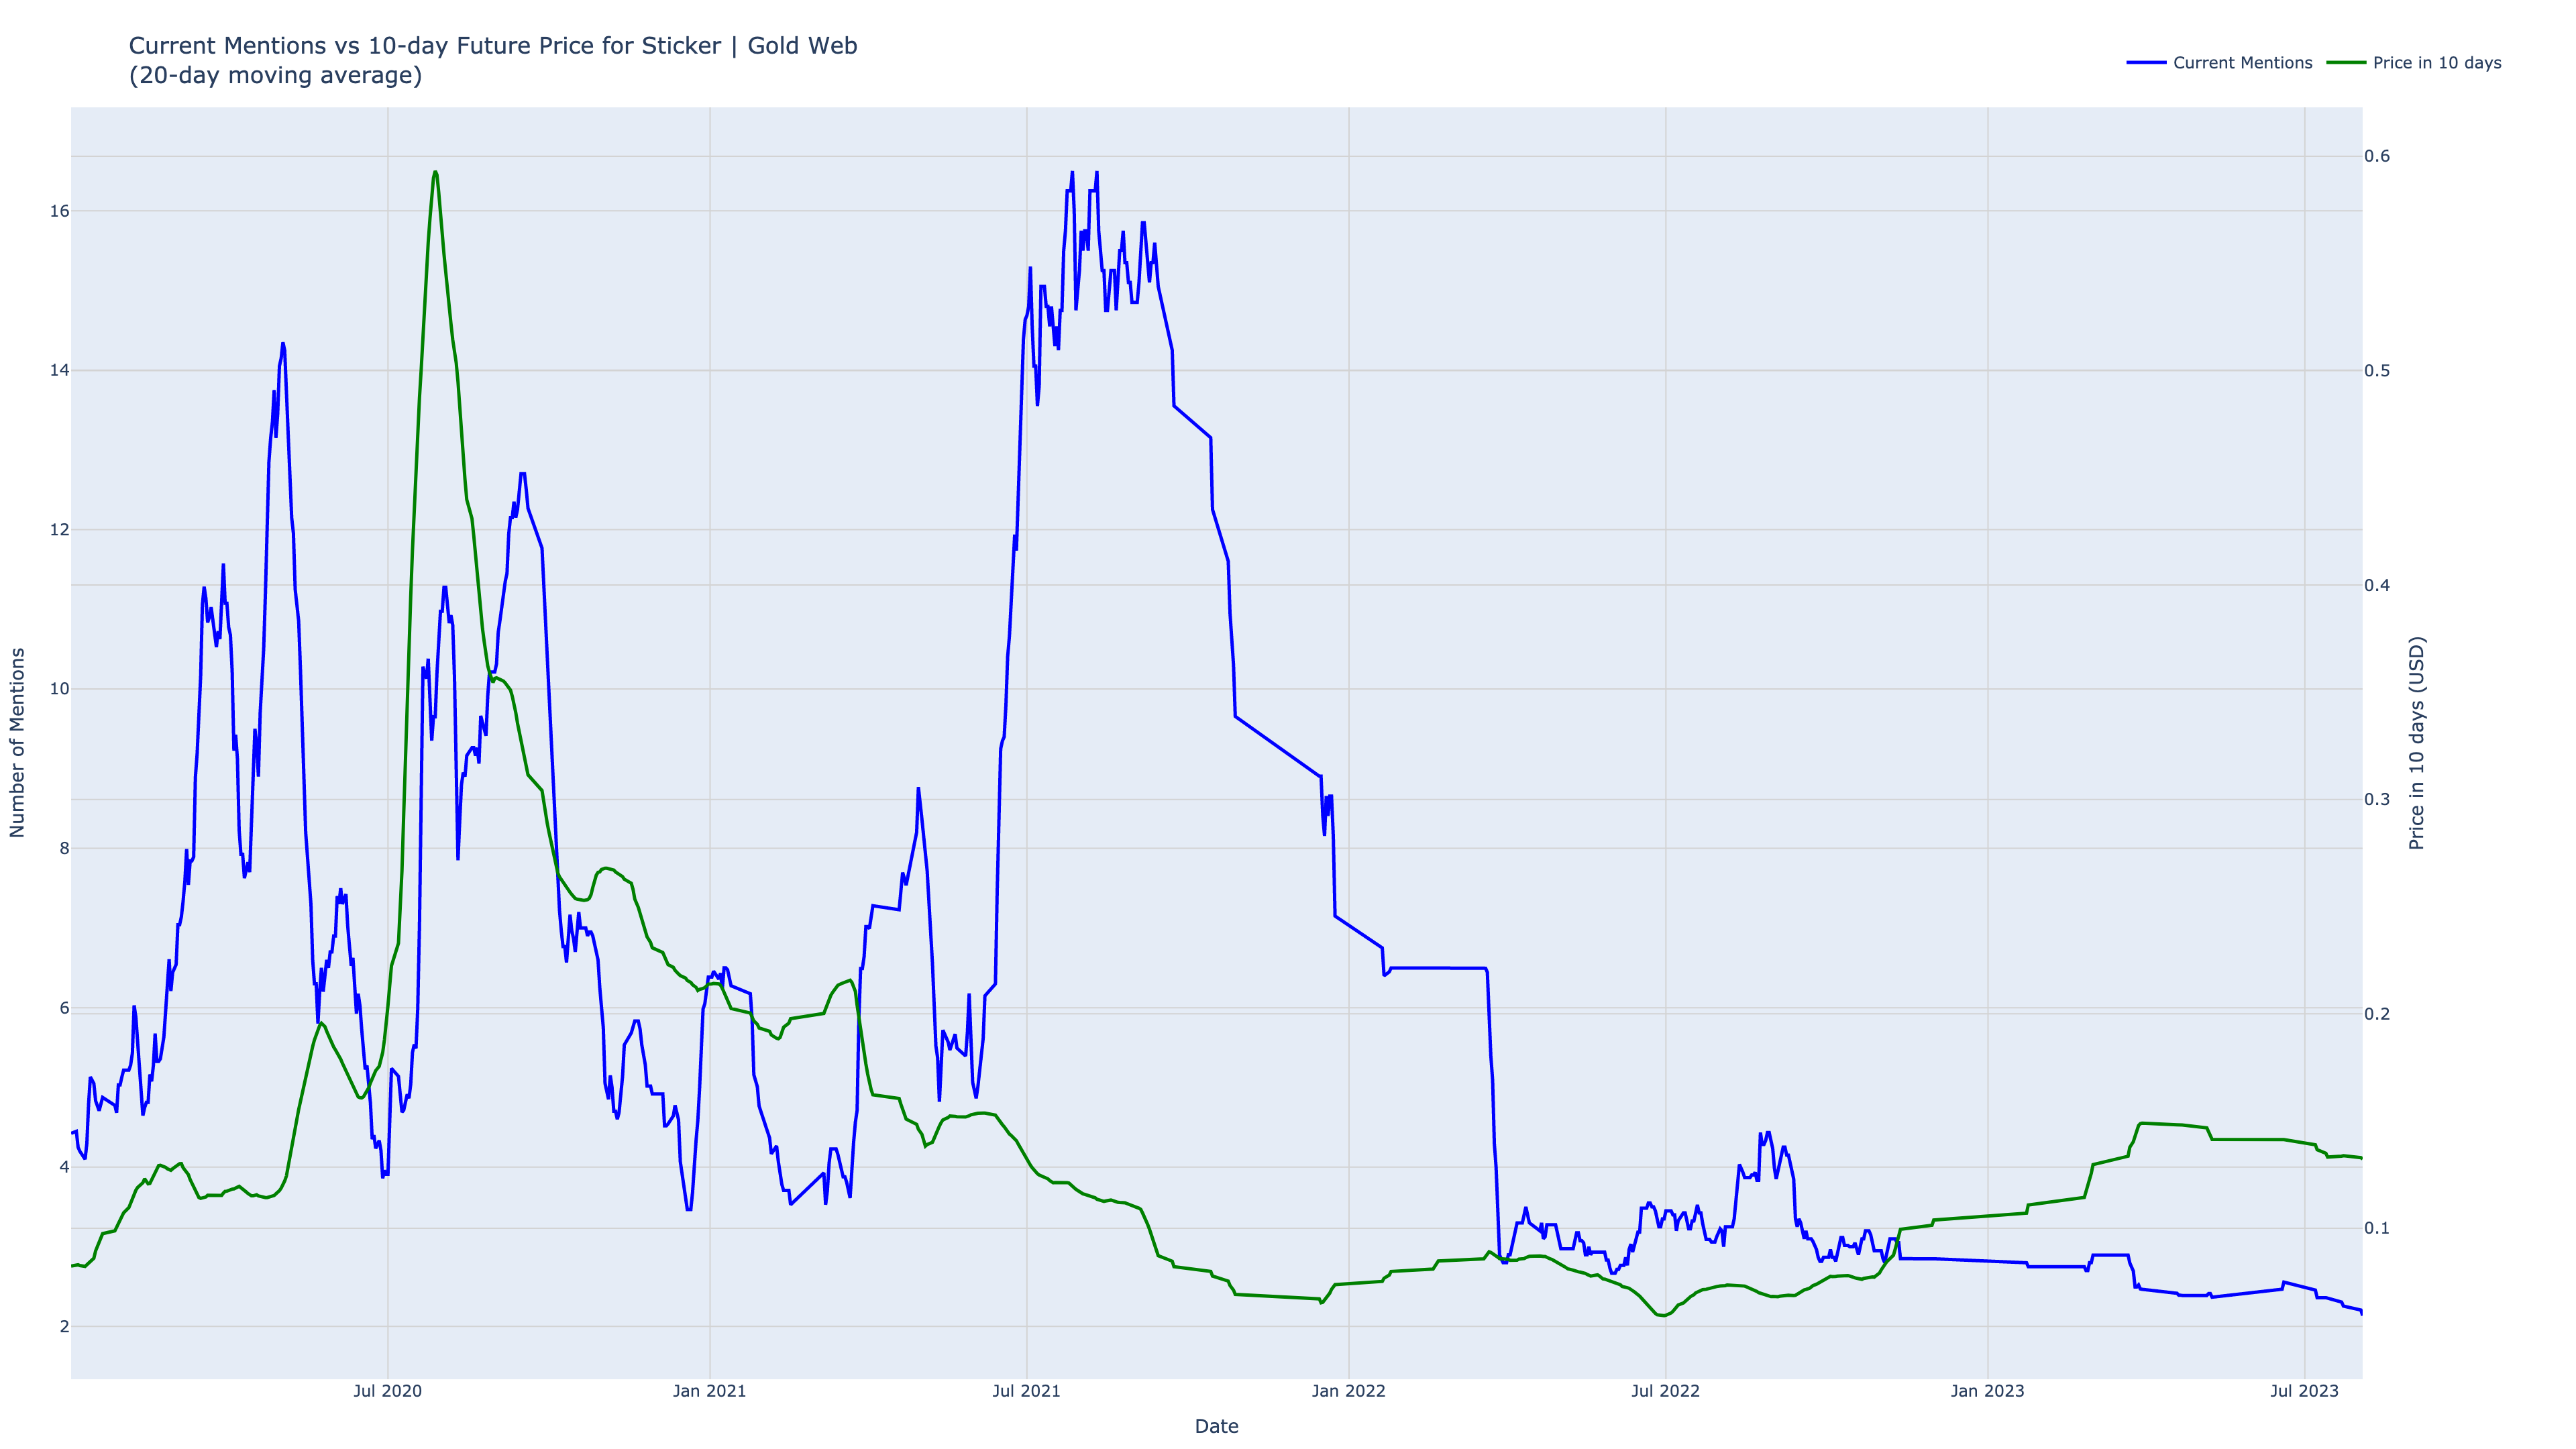 Current Mentions vs 10-day Future Price for Sticker | Gold Web
(20-day moving average)
Current Mentions
Price in 10 days
Number of Mentions
16
14
12
10
8
6
4
2
0.6
0.5
0.4
0.3
0.2
0.1
Price in 10 days (USD)
Jul 2020
Jan 2021
Jul 2021
Jan 2022
Jul 2022
Jan 2023
Jul 2023
Date